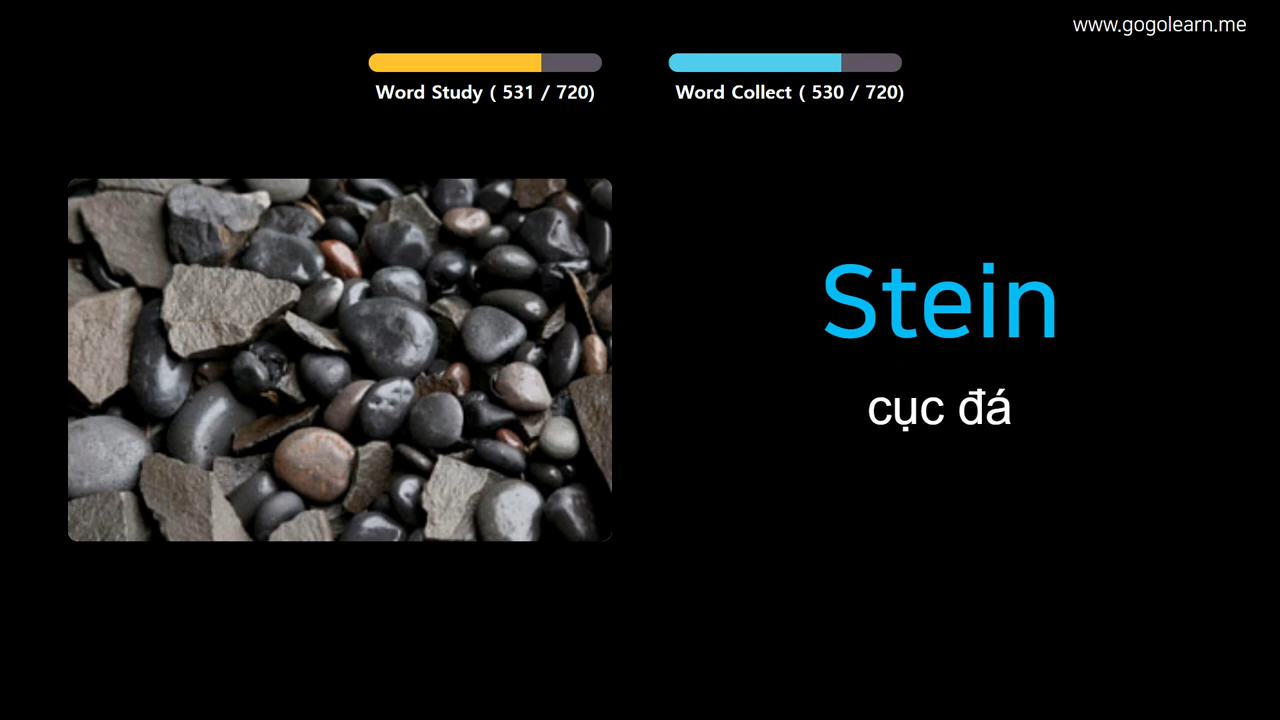 www.gogolearn.me
Word Study ( 531 / 720)
Word Collect ( 530 / 720)
Stein
cục đá